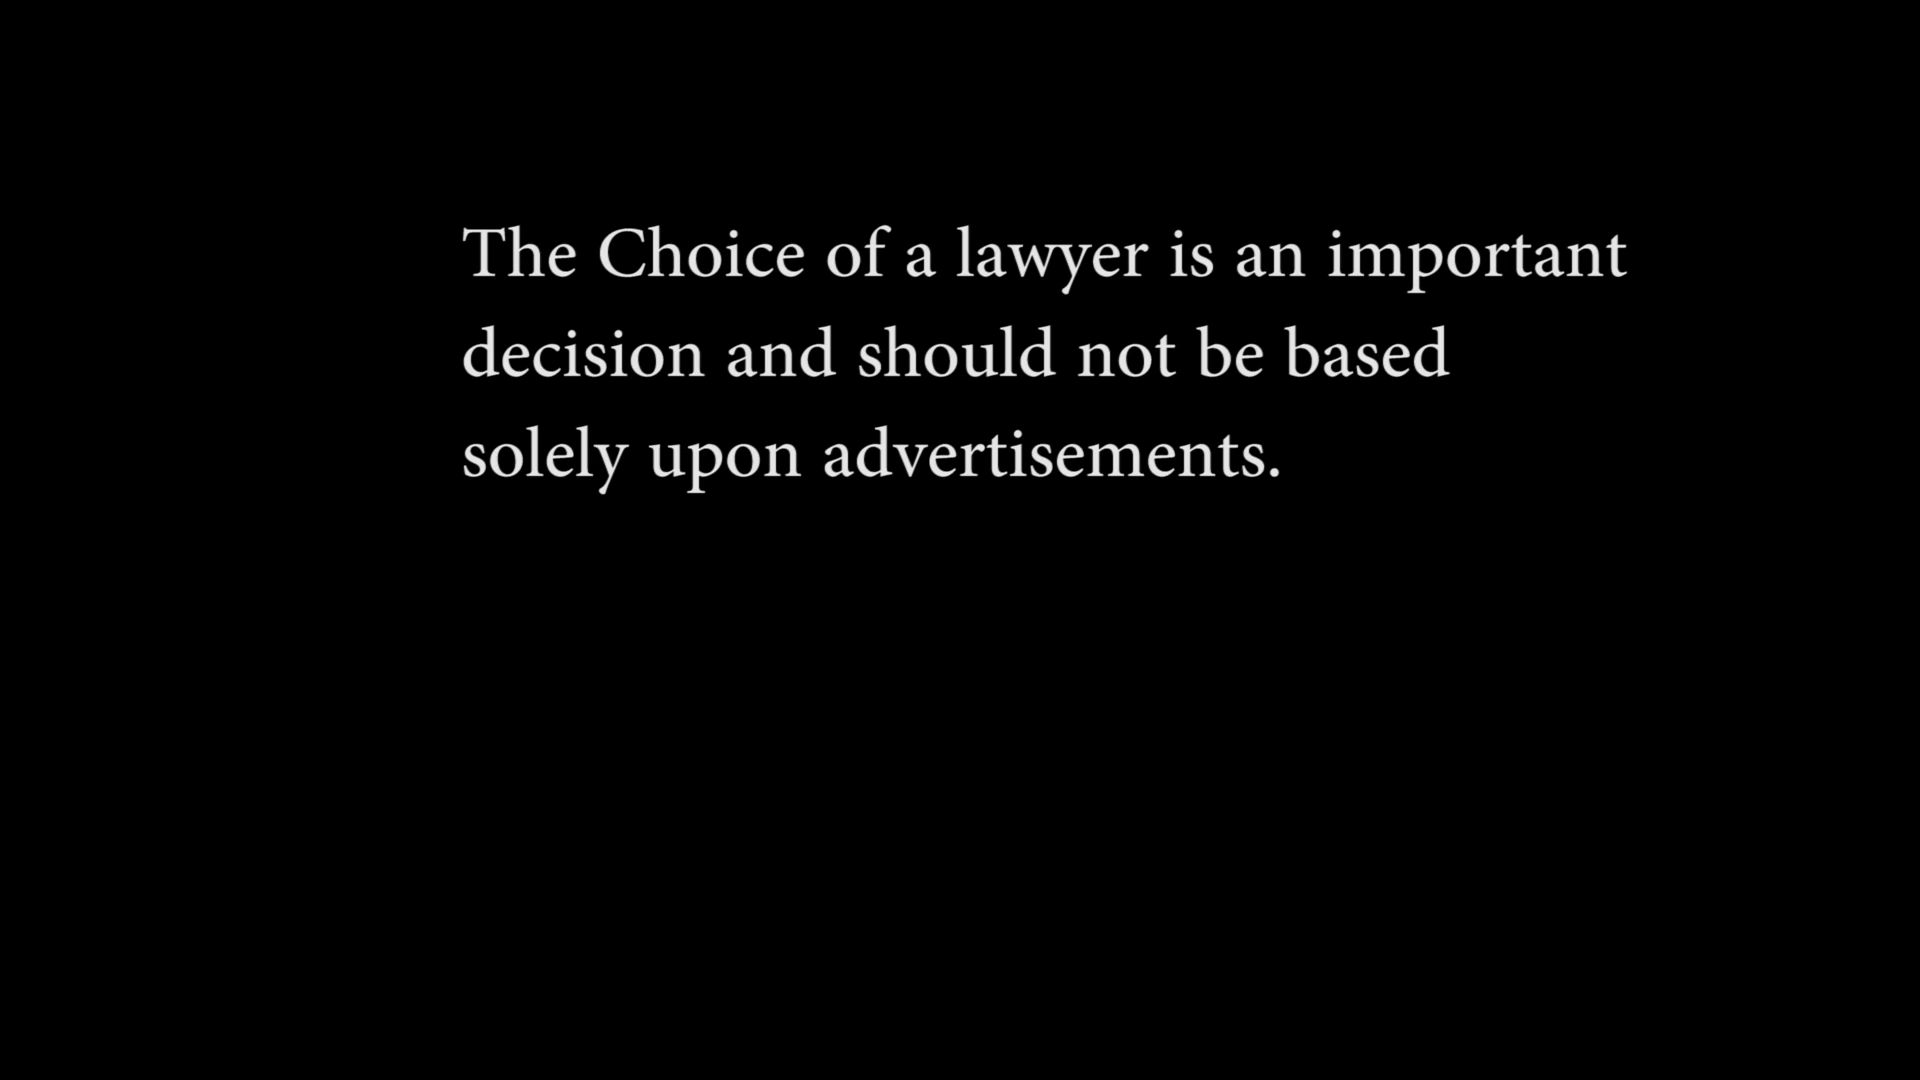 The Choice of a lawyer is an important
decision and should not be based
solely upon advertisements.